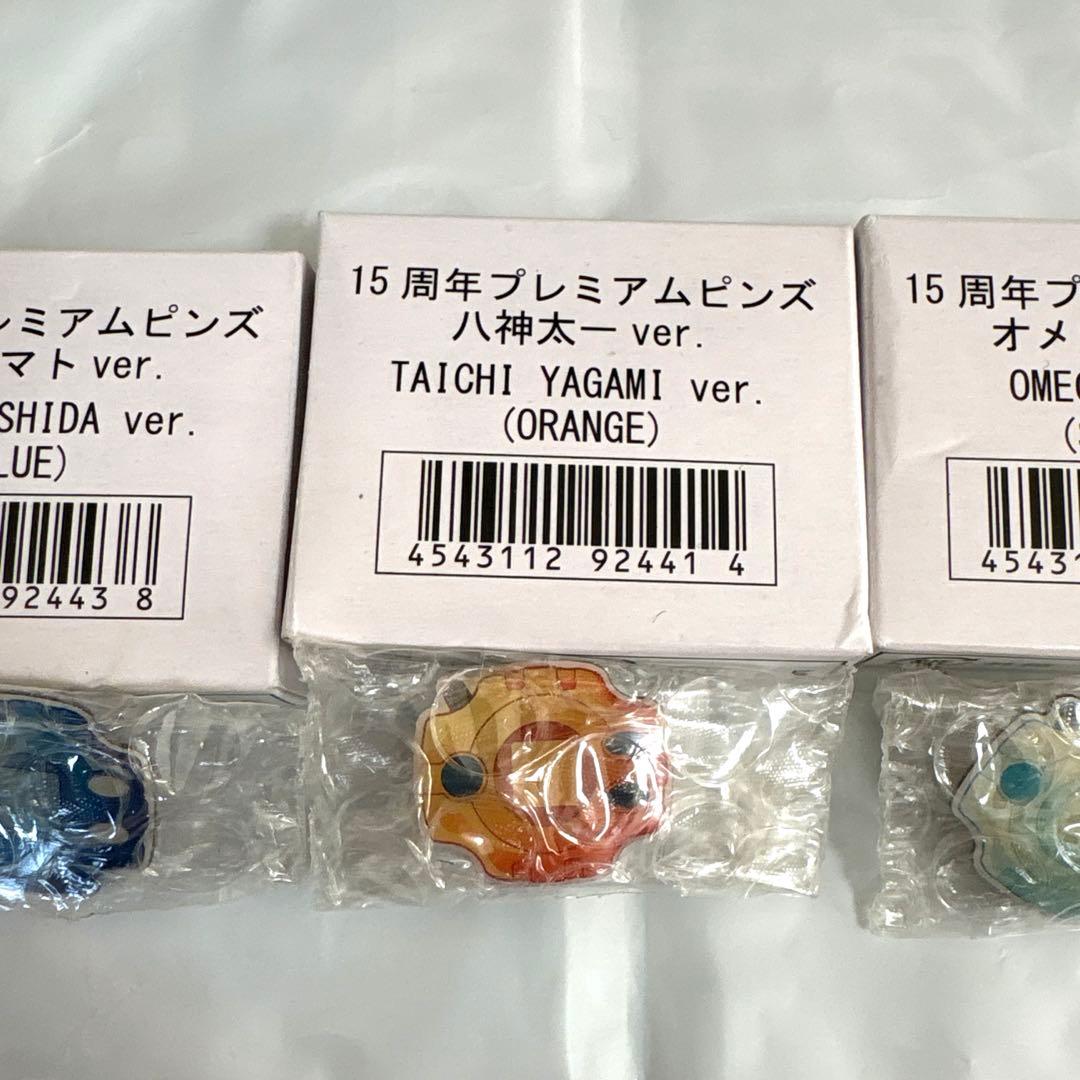 レミアムピンズ
マト ver.
SHIDA ver.
LUE)
92443 8
15 周年プレミアムピンズ
八神太一 ver.
TAICHI YAGAMI ver.
(ORANGE)
4543112 92441 4
15 周年プ
オメ
OMEG
(
45431